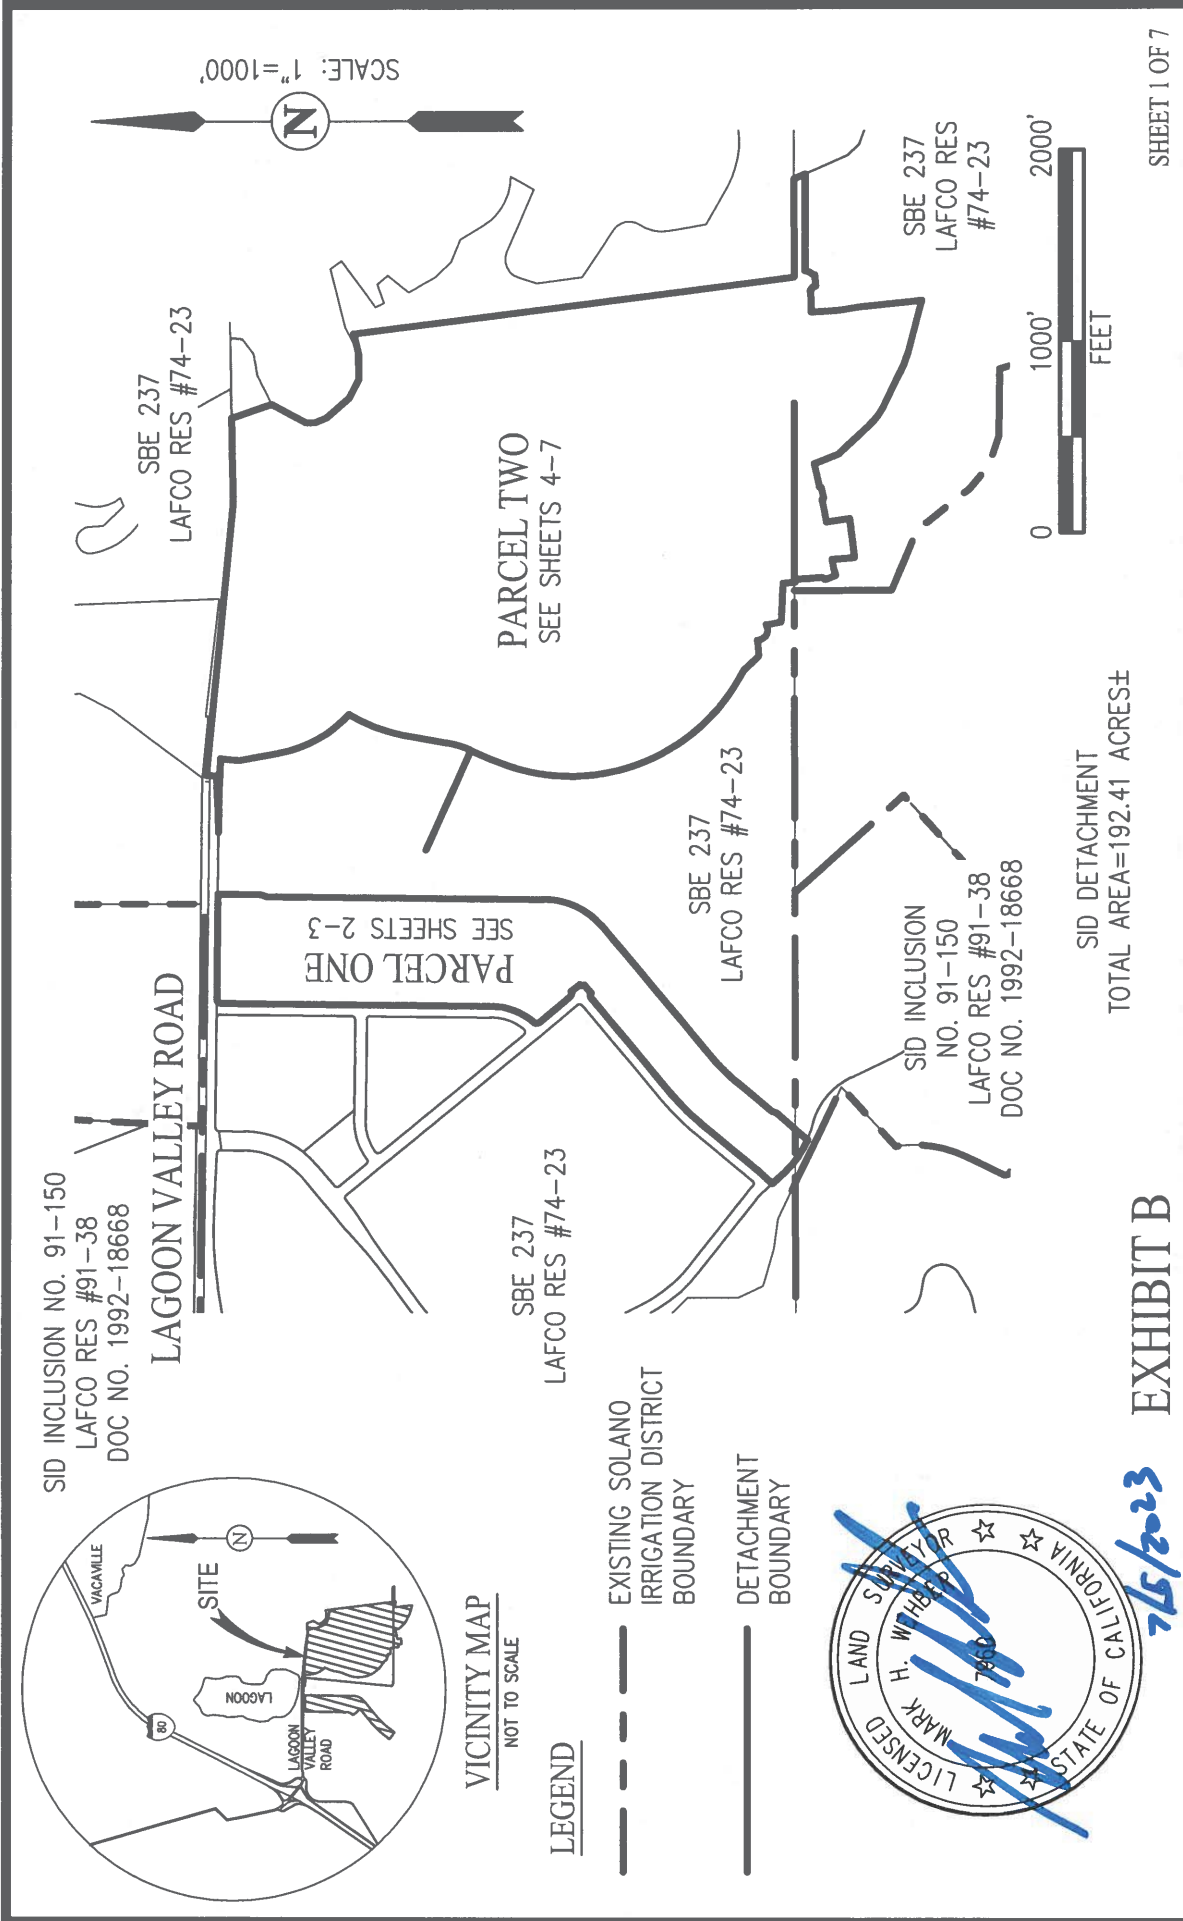 SCALE: 1"=1000'
N
SBE 237
LAFCO RES #74-23
SBE 237
LAFCO RES
#74-23
PARCEL TWO
SEE SHEETS 4-7
LAGOON VALLEY ROAD
PARCEL ONE
SEE SHEETS 2-3
SBE 237
LAFCO RES #74-23
SBE 237
LAFCO RES #74-23
SID INCLUSION NO. 91-150
LAFCO RES #91-38
DOC NO. 1992-18668
SID INCLUSION
NO. 91-150
LAFCO RES #91-38
DOC NO. 1992-18668
0
1000'
2000'
FEET
SID DETACHMENT
TOTAL AREA=192.41 ACRES±
VACAVILLE
SITE
N
LAGOON
80
LAGOON
VALLEY
ROAD
VICINITY MAP
NOT TO SCALE
LEGEND
EXISTING SOLANO
IRRIGATION DISTRICT
BOUNDARY
DETACHMENT
BOUNDARY
LICENSED LAND SURVEYOR
MARK H. WEHBER
7960
STATE OF CALIFORNIA
7/5/2023
EXHIBIT B
SHEET 1 OF 7